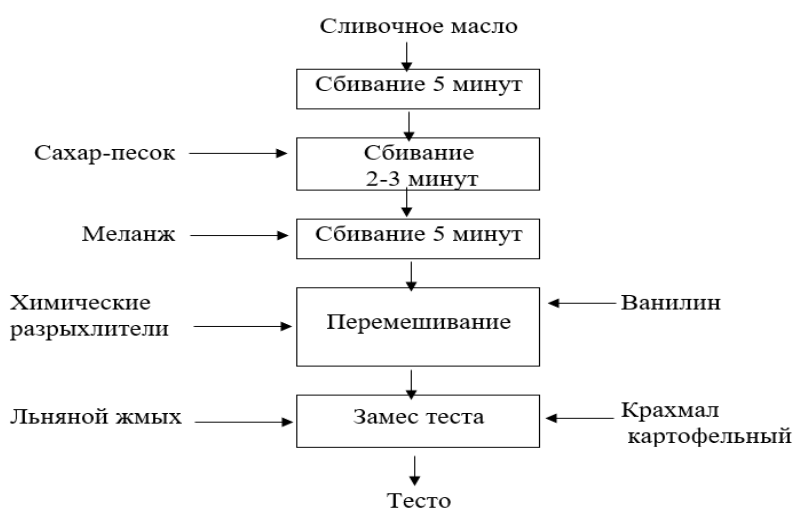 Сливочное масло
Сбивание 5 минут
Сахар-песок
Сбивание
2-3 минут
Меланж
Сбивание 5 минут
Химические
разрыхлители
Перемешивание
Ванилин
Льняной жмых
Замес теста
Крахмал
картофельный
Тесто